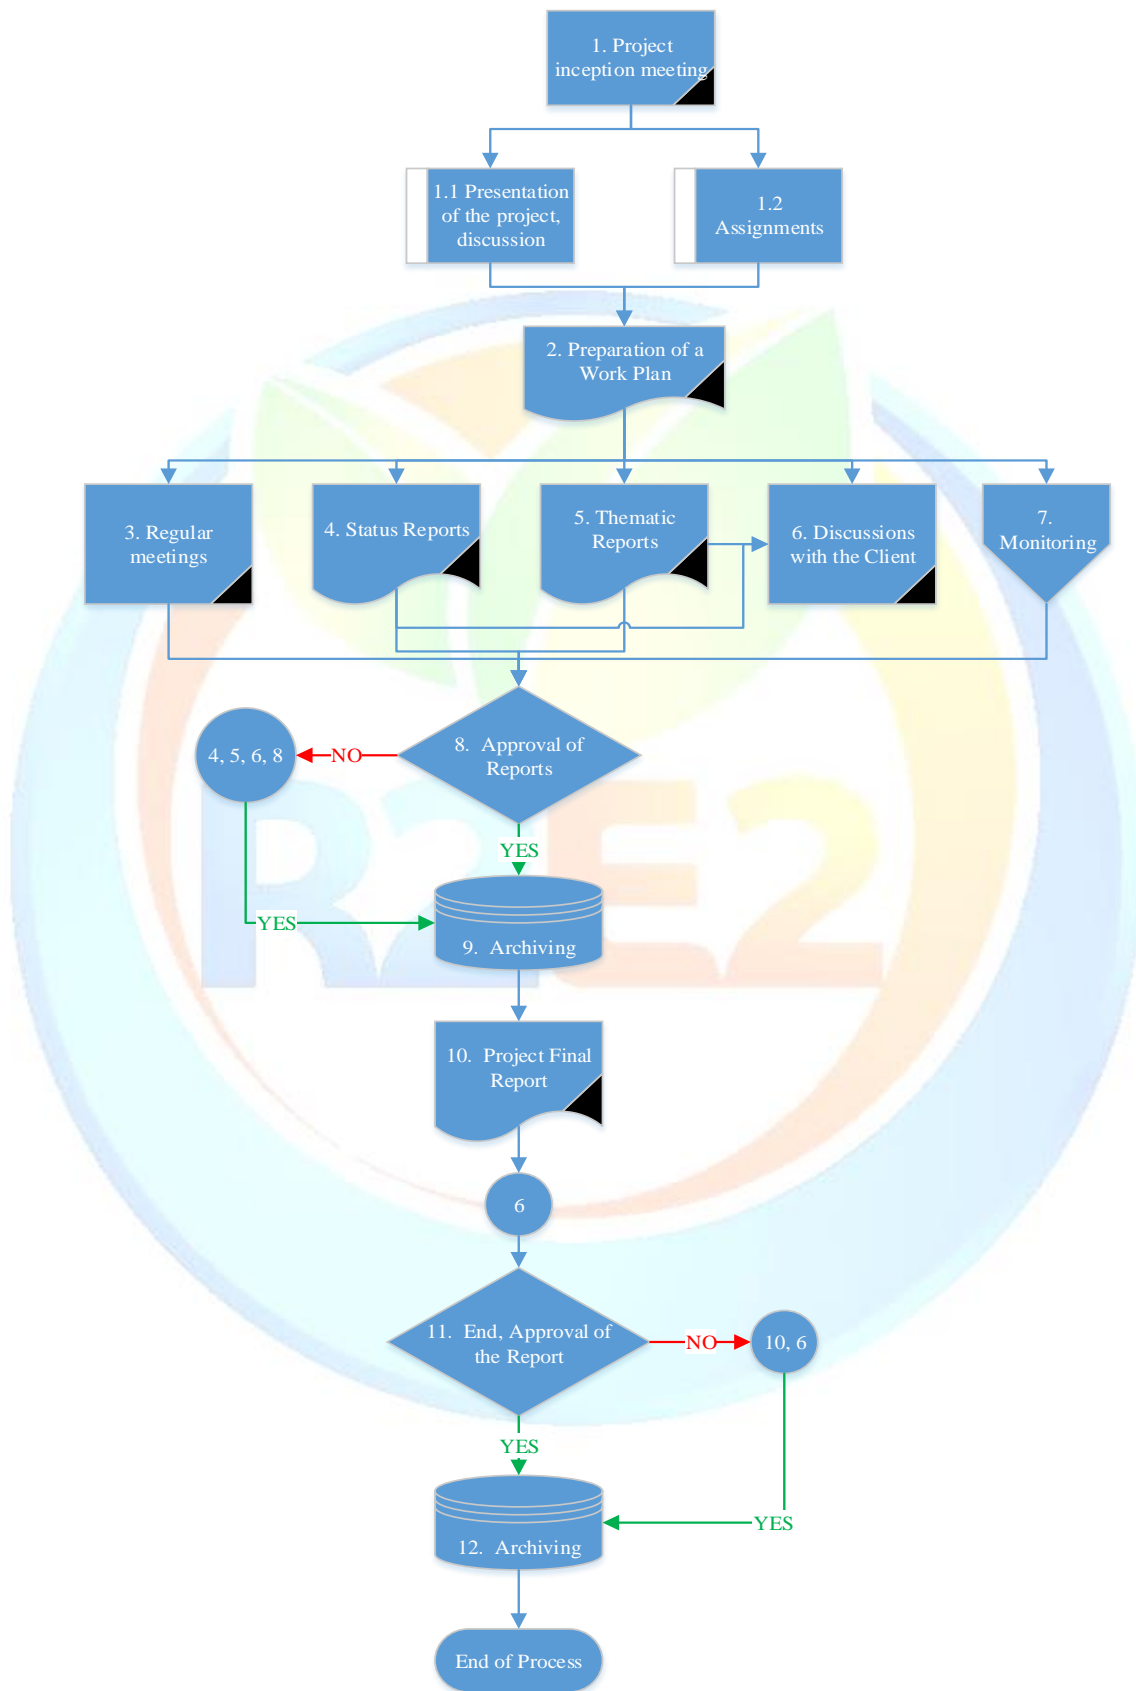 1. Project
inception meeting
1.1 Presentation
of the project,
discussion
1.2
Assignments
2. Preparation of a
Work Plan
3. Regular
meetings
4. Status Reports
5. Thematic
Reports
6. Discussions
with the Client
7.
Monitoring
8. Approval of
Reports
NO
4, 5, 6, 8
YES
YES
9. Archiving
R2E2
10. Project Final
Report
6
11. End, Approval of
the Report
NO
10, 6
YES
YES
12. Archiving
End of Process